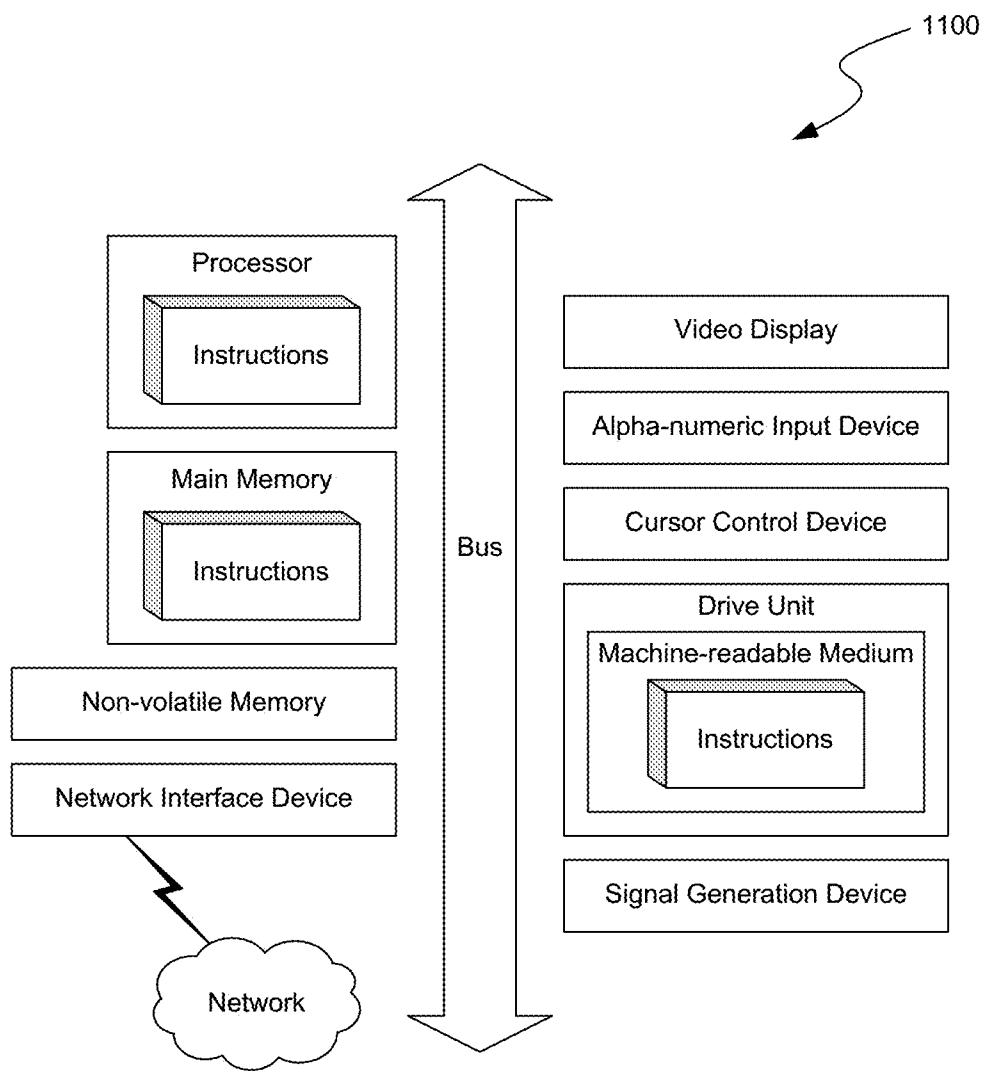 1100
Processor
Instructions
Main Memory
Instructions
Non-volatile Memory
Network Interface Device
Network
Bus
Video Display
Alpha-numeric Input Device
Cursor Control Device
Drive Unit
Machine-readable Medium
Instructions
Signal Generation Device